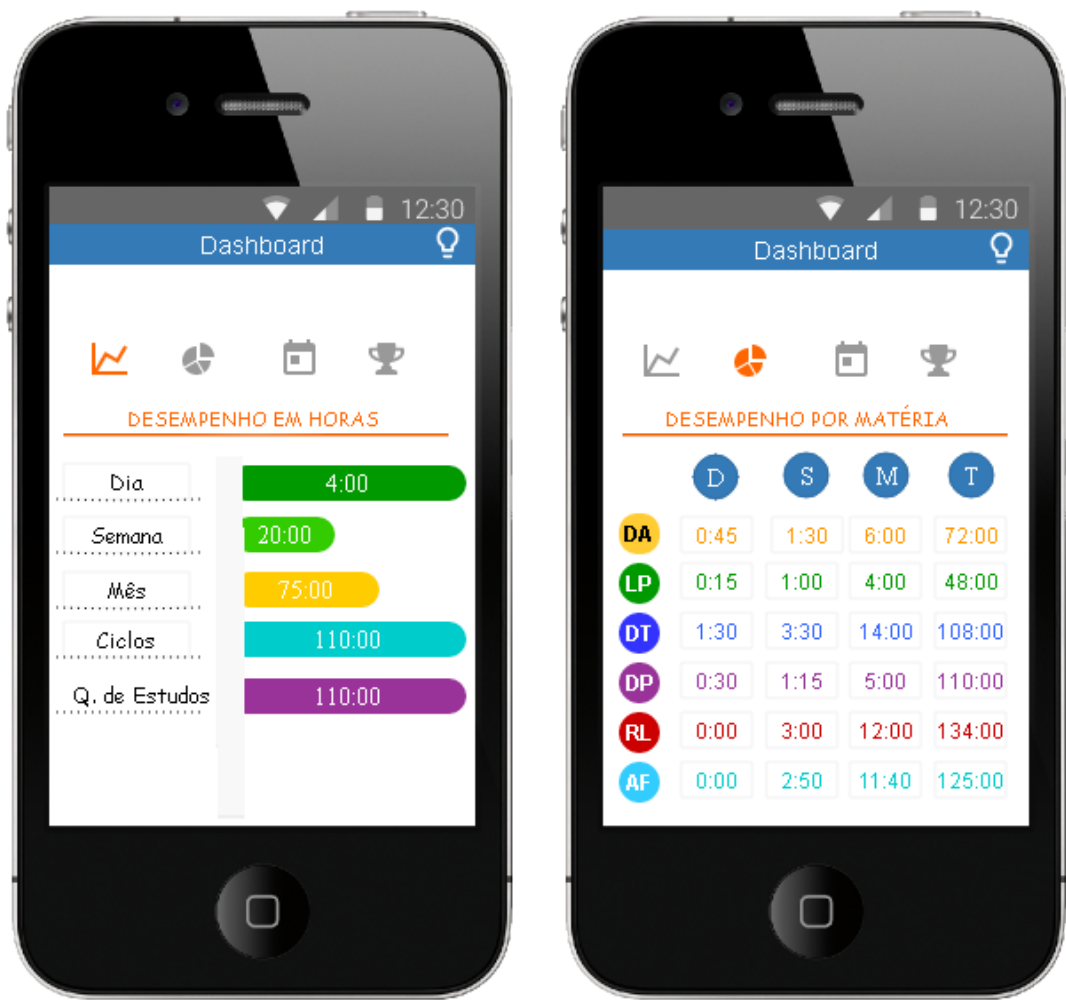 12:30
Dashboard
DESEMPENHO EM HORAS
Dia 4:00
Semana 20:00
Mês 75:00
Ciclos 110:00
Q. de Estudos 110:00
12:30
Dashboard
DESEMPENHO POR MATÉRIA
D S M T
DA 0:45 1:30 6:00 72:00
LP 0:15 1:00 4:00 48:00
DT 1:30 3:30 14:00 108:00
DP 0:30 1:15 5:00 110:00
RL 0:00 3:00 12:00 134:00
AF 0:00 2:50 11:40 125:00